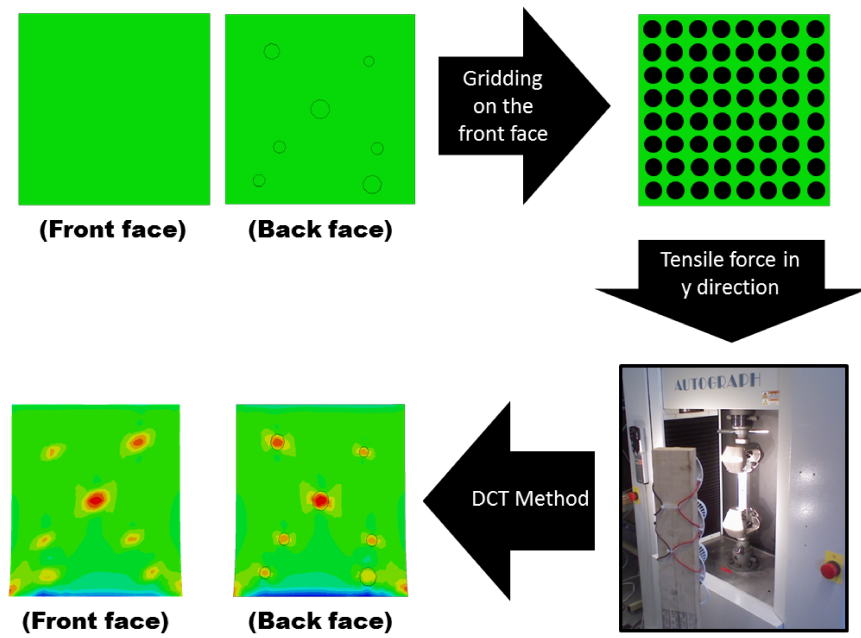 (Front face)
(Back face)
Gridding
on the
front face
Tensile force in
y direction
AUTOGRAPH
DCT Method
(Front face)
(Back face)